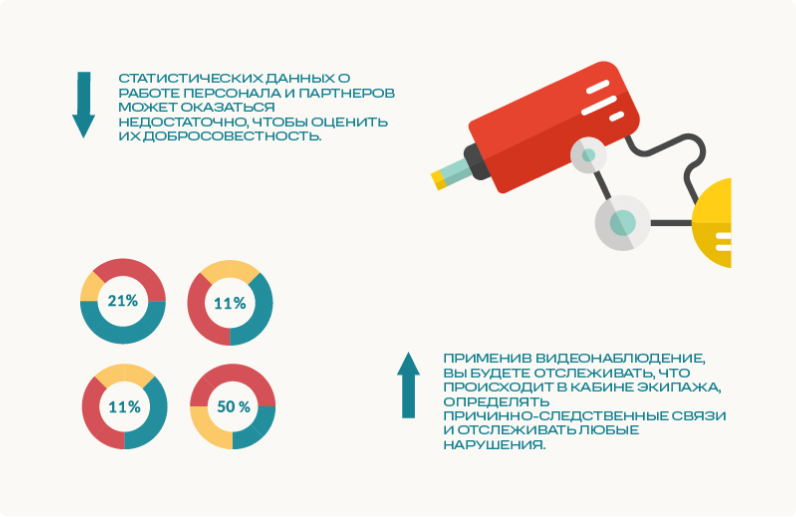 СТАТИСТИЧЕСКИХ ДАННЫХ О
РАБОТЕ ПЕРСОНАЛА И ПАРТНЕРОВ
МОЖЕТ ОКАЗАТЬСЯ
НЕДОСТАТОЧНО, ЧТОБЫ ОЦЕНИТЬ
ИХ ДОБРОСОВЕСТНОСТЬ.
21%
11%
11%
50 %
ПРИМЕНИВ ВИДЕОНАБЛЮДЕНИЕ,
ВЫ БУДЕТЕ ОТСЛЕЖИВАТЬ, ЧТО
ПРОИСХОДИТ В КАБИНЕ ЭКИПАЖА,
ОПРЕДЕЛЯТЬ
ПРИЧИННО-СЛЕДСТВЕННЫЕ СВЯЗИ
И ОТСЛЕЖИВАТЬ ЛЮБЫЕ
НАРУШЕНИЯ.